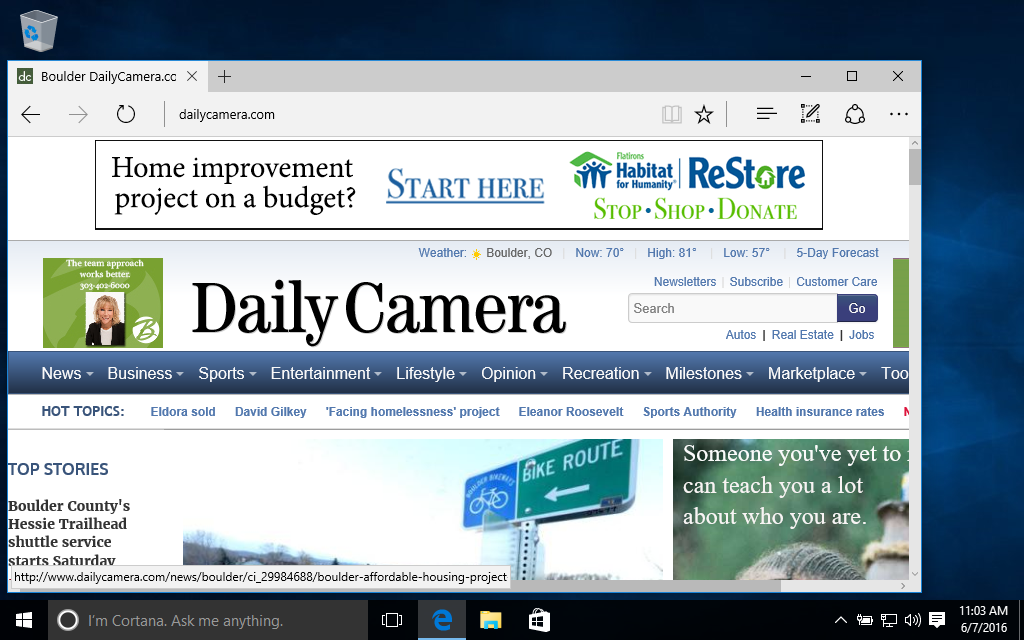 dc Boulder DailyCamera.cc
dailycamera.com
Home improvement
project on a budget?
START HERE
Flatirons
Habitat
for Humanity®
ReStore
STOP • SHOP • DONATE
Weather: Boulder, CO Now: 70° High: 81° Low: 57° 5-Day Forecast
The team approach
works better.
303-402-6000
B
Daily Camera
Newsletters | Subscribe | Customer Care
Search Go
Autos | Real Estate | Jobs
News Business Sports Entertainment Lifestyle Opinion Recreation Milestones Marketplace Too
HOT TOPICS: Eldora sold David Gilkey 'Facing homelessness' project Eleanor Roosevelt Sports Authority Health insurance rates
TOP STORIES
Boulder County's
Hessie Trailhead
shuttle service
starts Saturday
BOULDER BIKEWAYS
BIKE ROUTE
Someone you've yet to
can teach you a lot
about who you are.
http://www.dailycamera.com/news/boulder/ci_29984688/boulder-affordable-housing-project
I'm Cortana. Ask me anything.
11:03 AM
6/7/2016